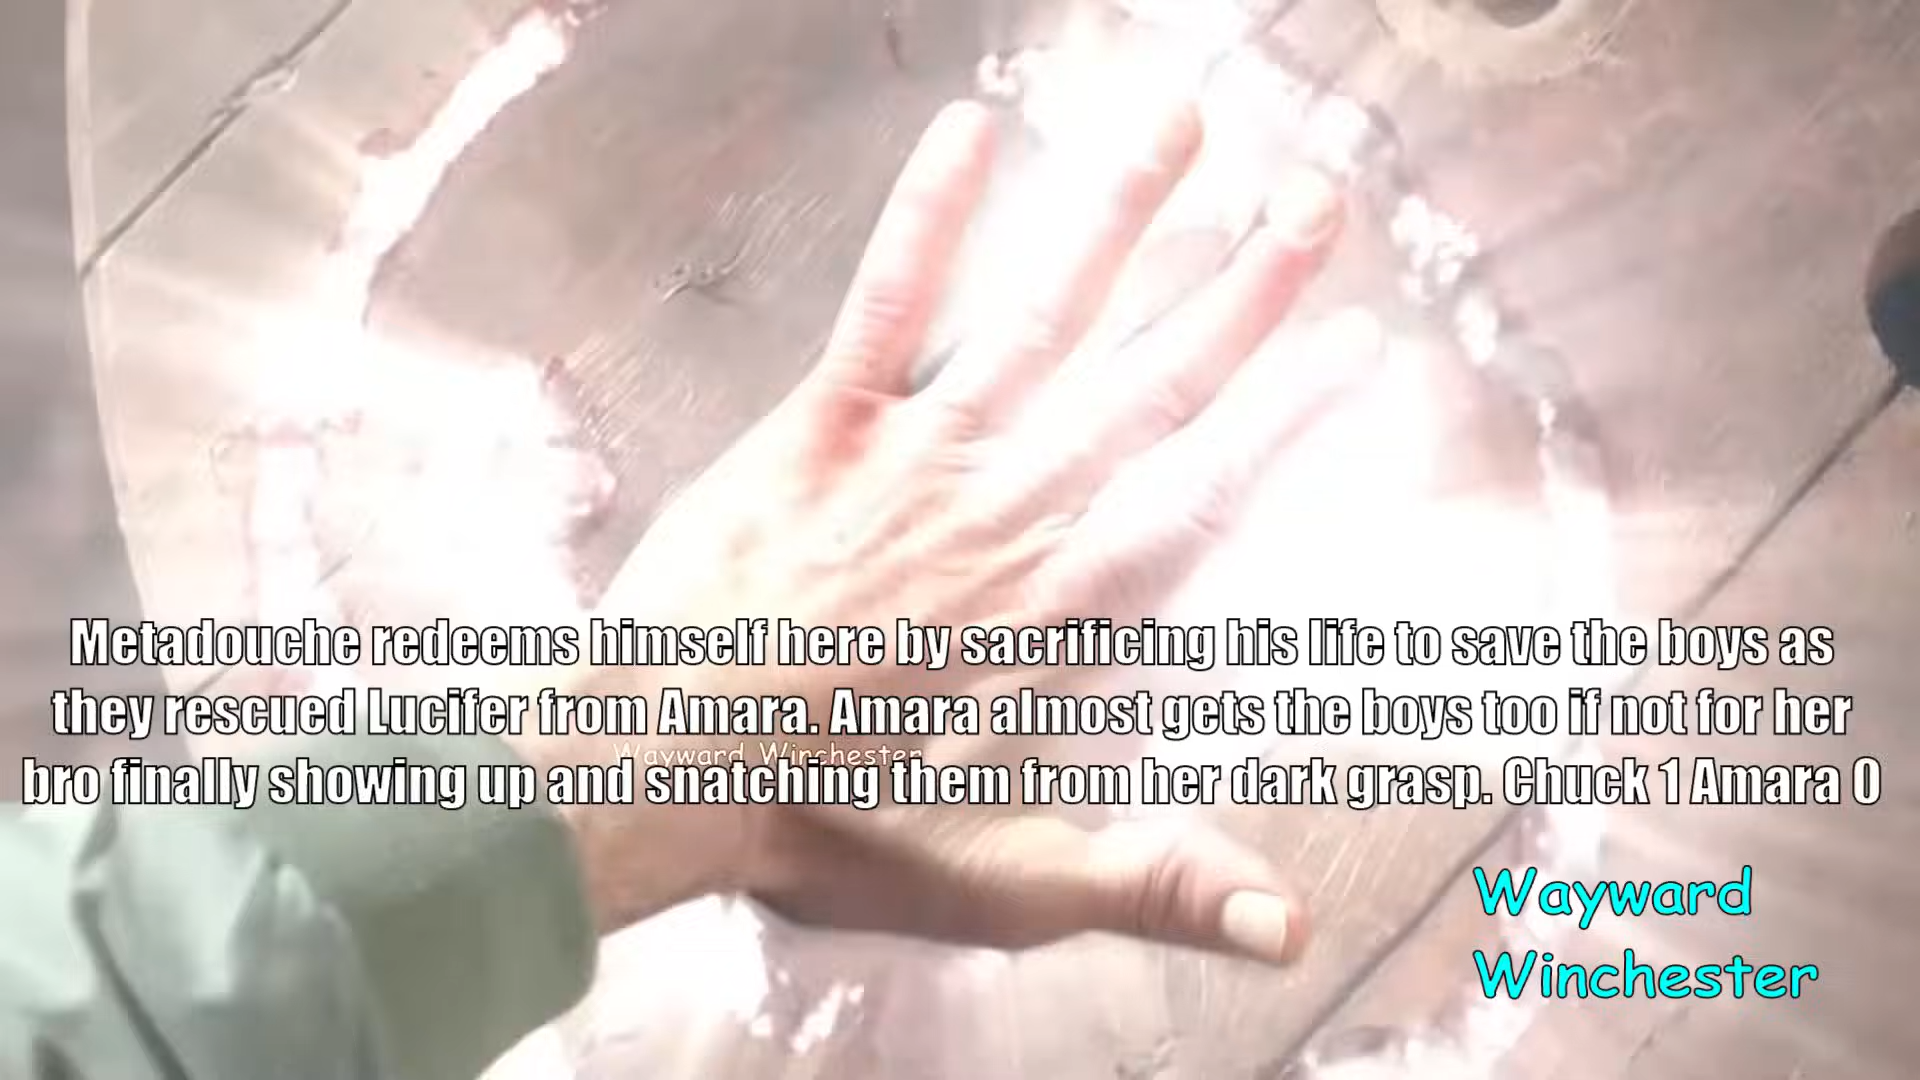 Metadouche redeems himself here by sacrificing his life to save the boys as
they rescued Lucifer from Amara. Amara almost gets the boys too if not for her
Wayward Winchester
bro finally showing up and snatching them from her dark grasp. Chuck 1 Amara 0
Wayward
Winchester